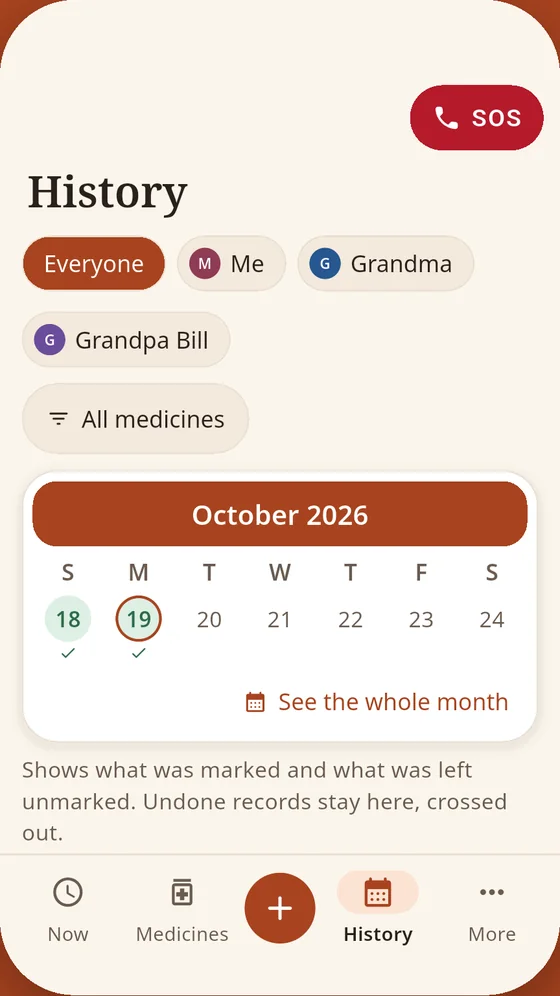 SOS
History
Everyone
M Me
G Grandma
G Grandpa Bill
All medicines
October 2026
S M T W T F S
18 19 20 21 22 23 24
See the whole month
Shows what was marked and what was left
unmarked. Undone records stay here, crossed
out.
Now Medicines History More